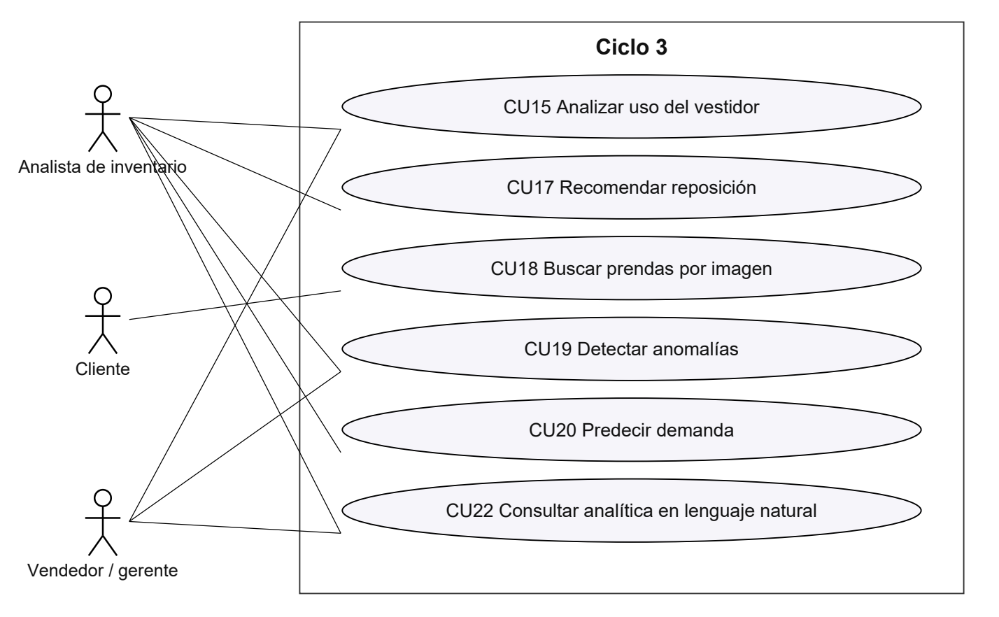 Ciclo 3
CU15 Analizar uso del vestidor
Analista de inventario
CU17 Recomendar reposición
CU18 Buscar prendas por imagen
CU19 Detectar anomalías
Cliente
CU20 Predecir demanda
CU22 Consultar analítica en lenguaje natural
Vendedor / gerente